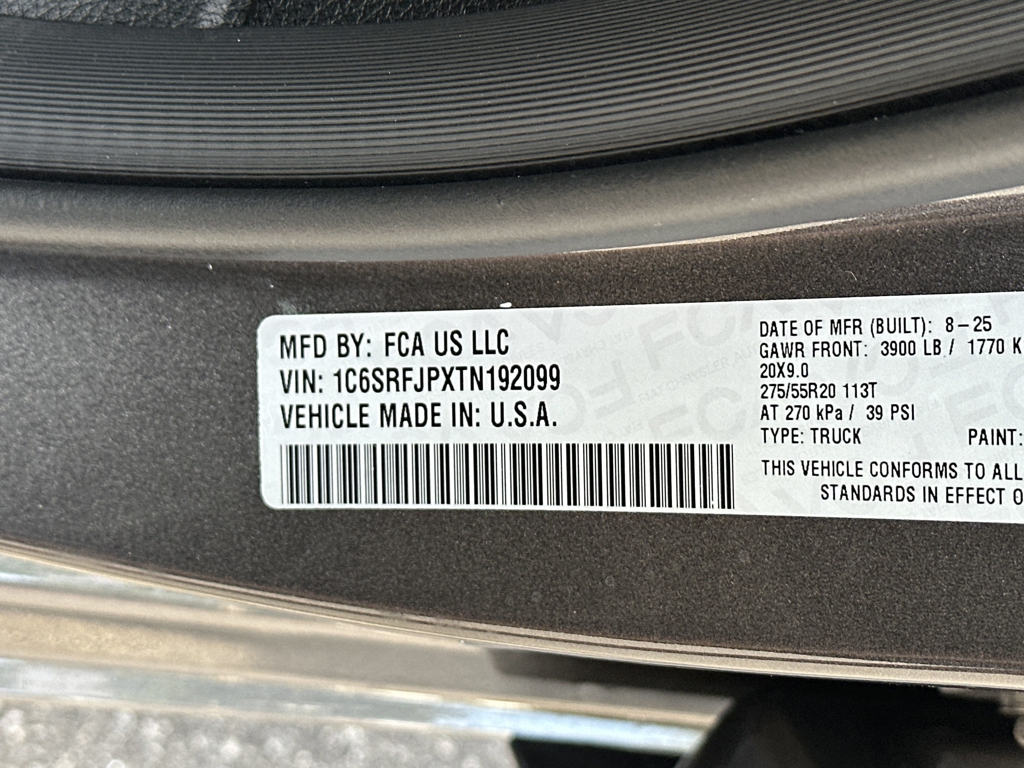 MFD BY: FCA US LLC
VIN: 1C6SRFJPXTN192099
VEHICLE MADE IN: U.S.A.
DATE OF MFR (BUILT): 8-25
GAWR FRONT: 3900 LB / 1770 K
20X9.0
275/55R20 113T
AT 270 kPa / 39 PSI
TYPE: TRUCK PAINT:
THIS VEHICLE CONFORMS TO ALL
STANDARDS IN EFFECT O